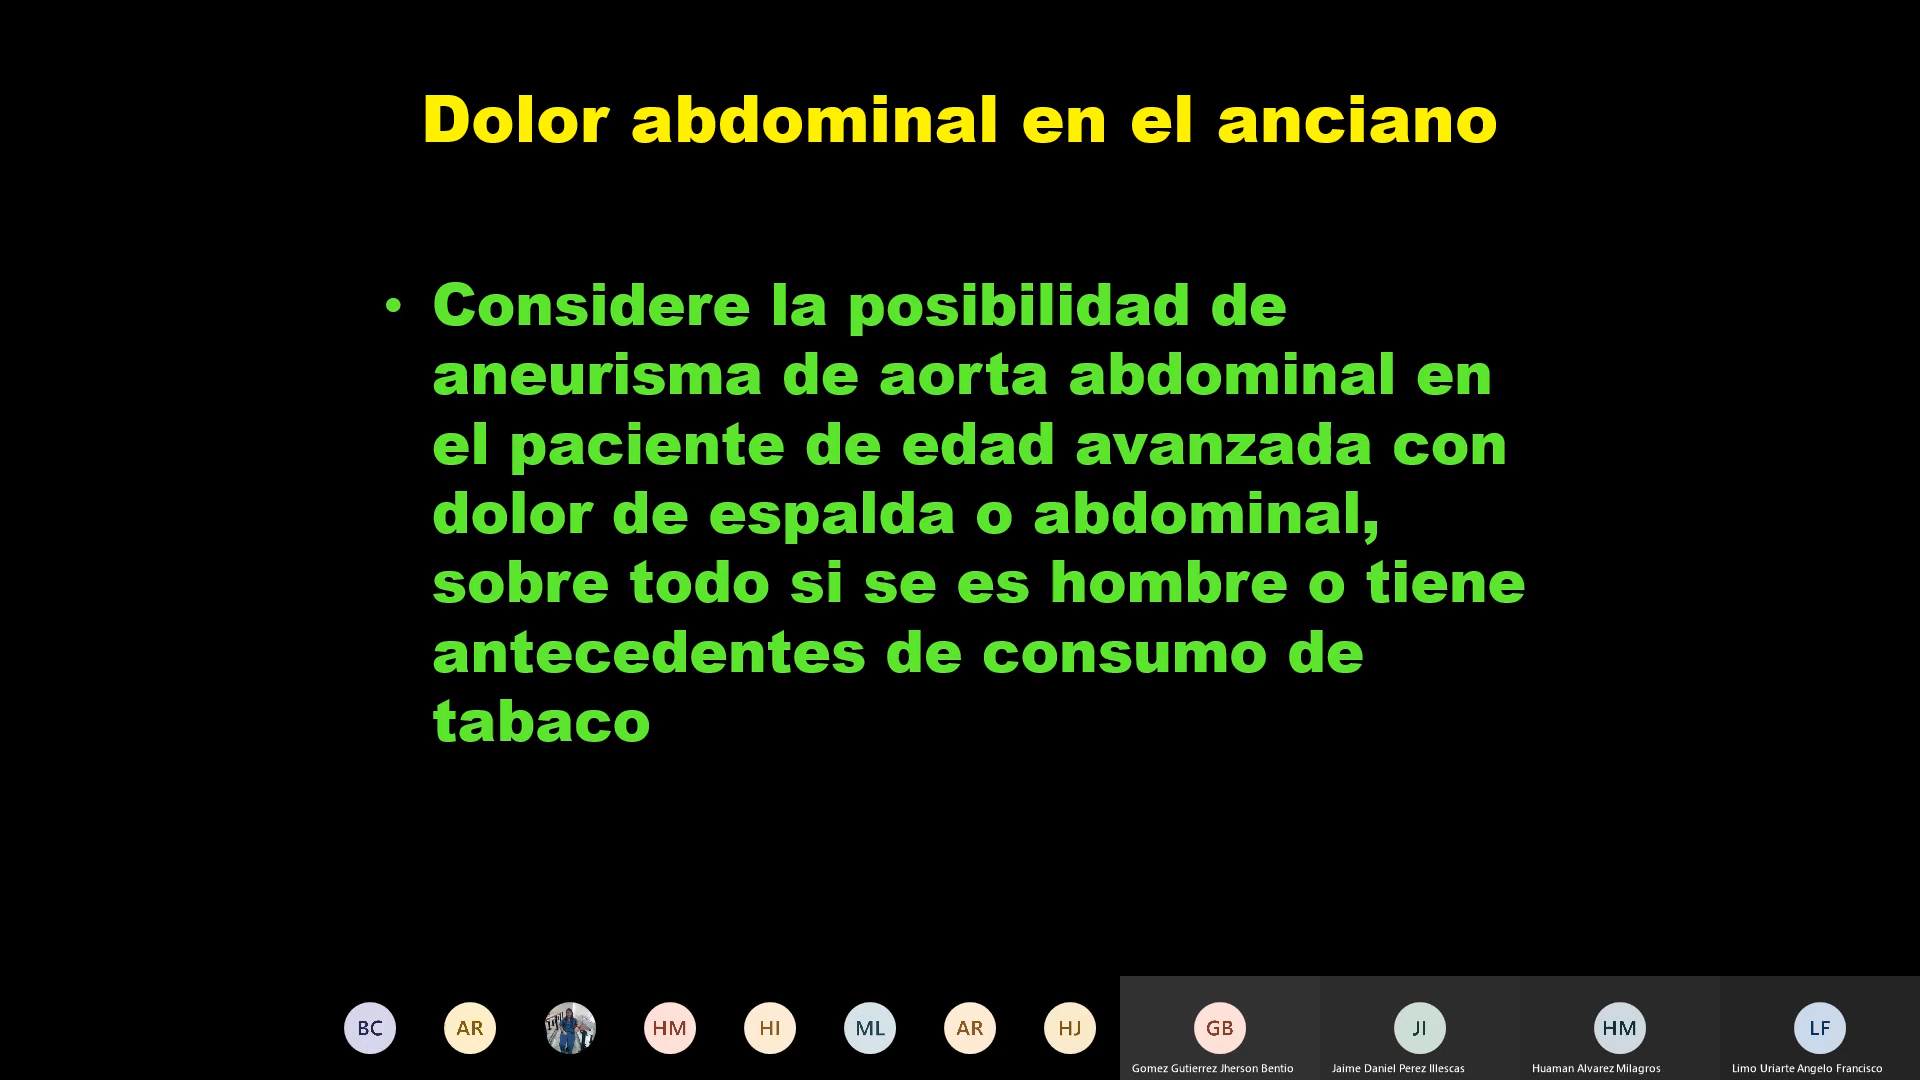 Dolor abdominal en el anciano
• Considere la posibilidad de
aneurisma de aorta abdominal en
el paciente de edad avanzada con
dolor de espalda o abdominal,
sobre todo si se es hombre o tiene
antecedentes de consumo de
tabaco
BC AR HM HI ML AR HJ GB JI HM LF
Gomez Gutierrez Jherson Bentio Jaime Daniel Perez Illescas Huaman Alvarez Milagros Limo Uriarte Angelo Francisco